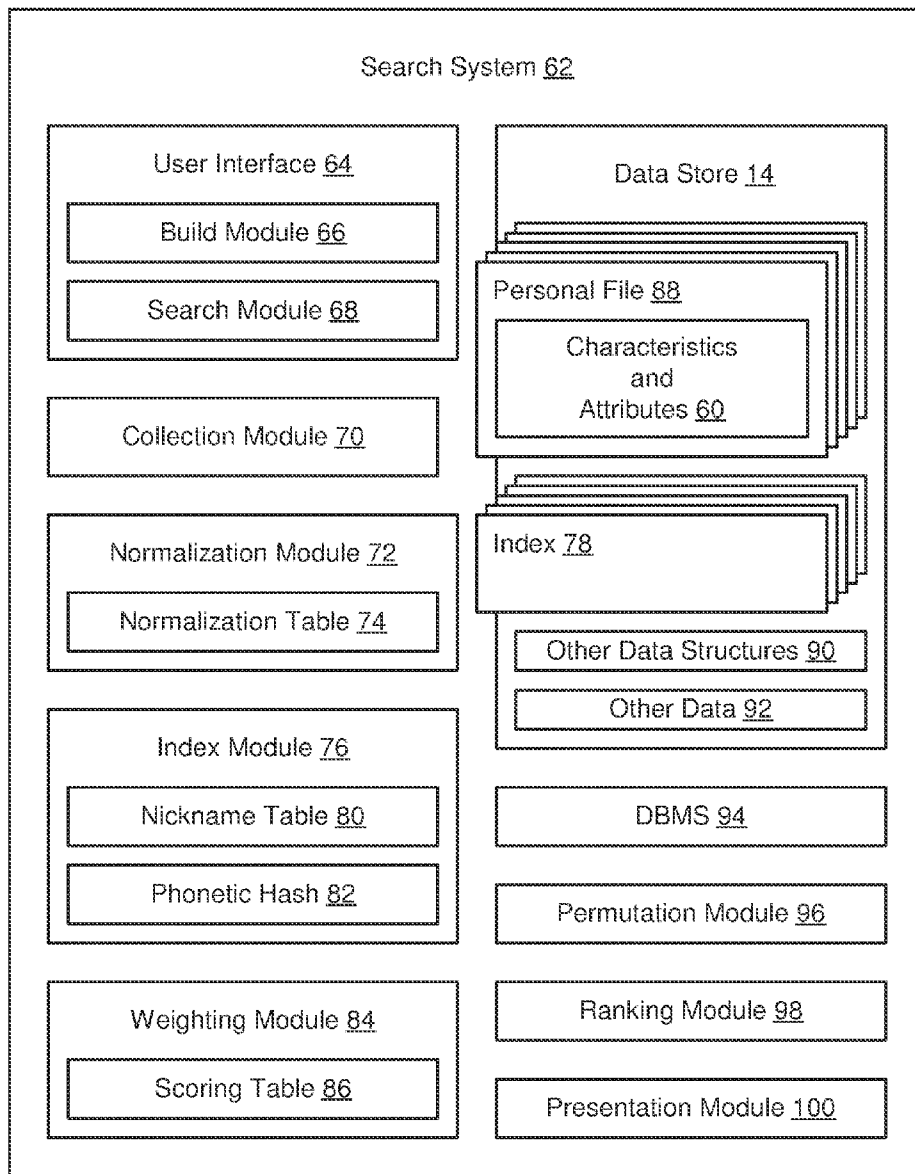 Search System 62
User Interface 64
Build Module 66
Search Module 68
Collection Module 70
Normalization Module 72
Normalization Table 74
Index Module 76
Nickname Table 80
Phonetic Hash 82
Weighting Module 84
Scoring Table 86
Data Store 14
Personal File 88
Characteristics
and
Attributes 60
Index 78
Other Data Structures 90
Other Data 92
DBMS 94
Permutation Module 96
Ranking Module 98
Presentation Module 100